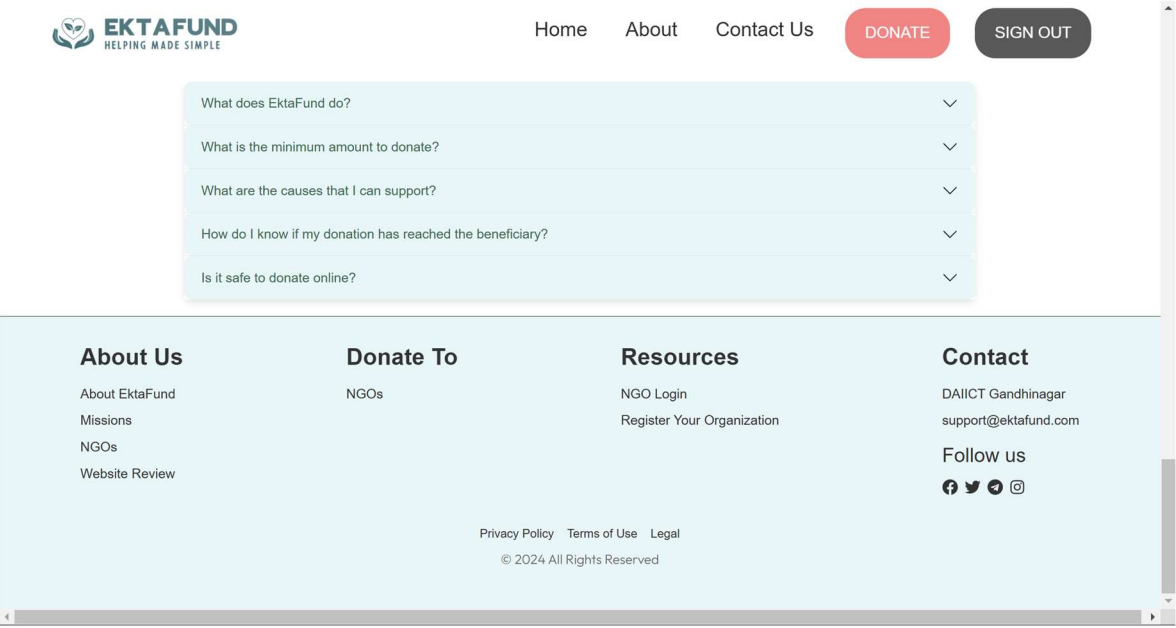 EKTAFUND
HELPING MADE SIMPLE
Home About Contact Us DONATE SIGN OUT
What does EktaFund do?
What is the minimum amount to donate?
What are the causes that I can support?
How do I know if my donation has reached the beneficiary?
Is it safe to donate online?
About Us
About EktaFund
Missions
NGOs
Website Review
Donate To
NGOs
Resources
NGO Login
Register Your Organization
Contact
DAIICT Gandhinagar
support@ektafund.com
Follow us
Privacy Policy Terms of Use Legal
© 2024 All Rights Reserved